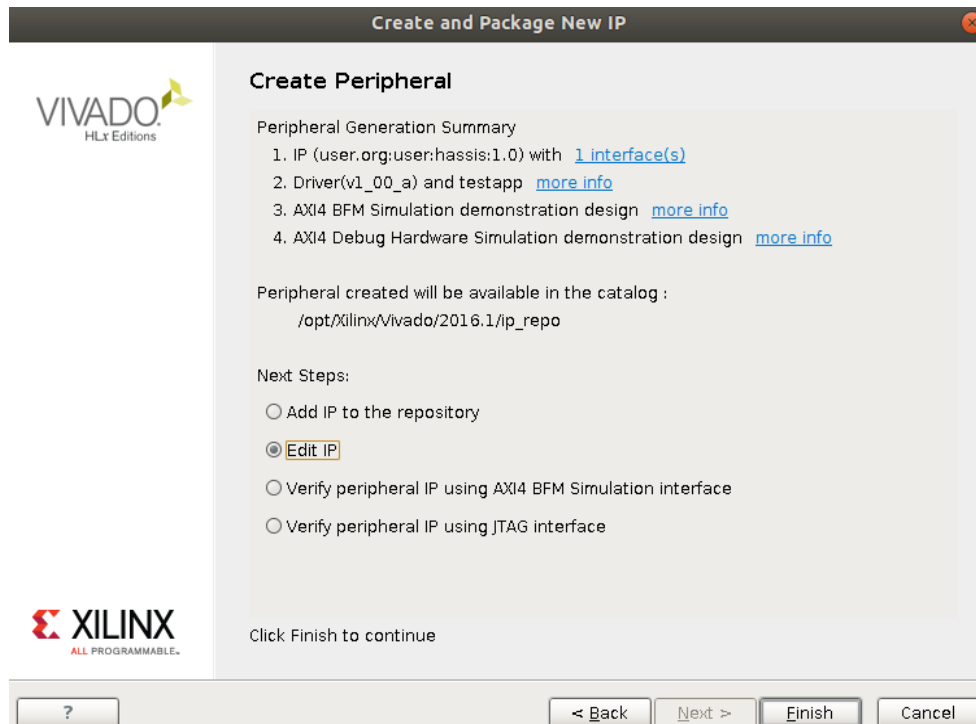 Create and Package New IP
VIVADO
HLx Editions
Create Peripheral
Peripheral Generation Summary
1. IP (user.org:user:hassis:1.0) with 1 interface(s)
2. Driver(v1_00_a) and testapp more info
3. AXI4 BFM Simulation demonstration design more info
4. AXI4 Debug Hardware Simulation demonstration design more info
Peripheral created will be available in the catalog :
/opt/Xilinx/Vivado/2016.1/ip_repo
Next Steps:
Add IP to the repository
Edit IP
Verify peripheral IP using AXI4 BFM Simulation interface
Verify peripheral IP using JTAG interface
XILINX
ALL PROGRAMMABLE™
Click Finish to continue
? < Back Next > Finish Cancel